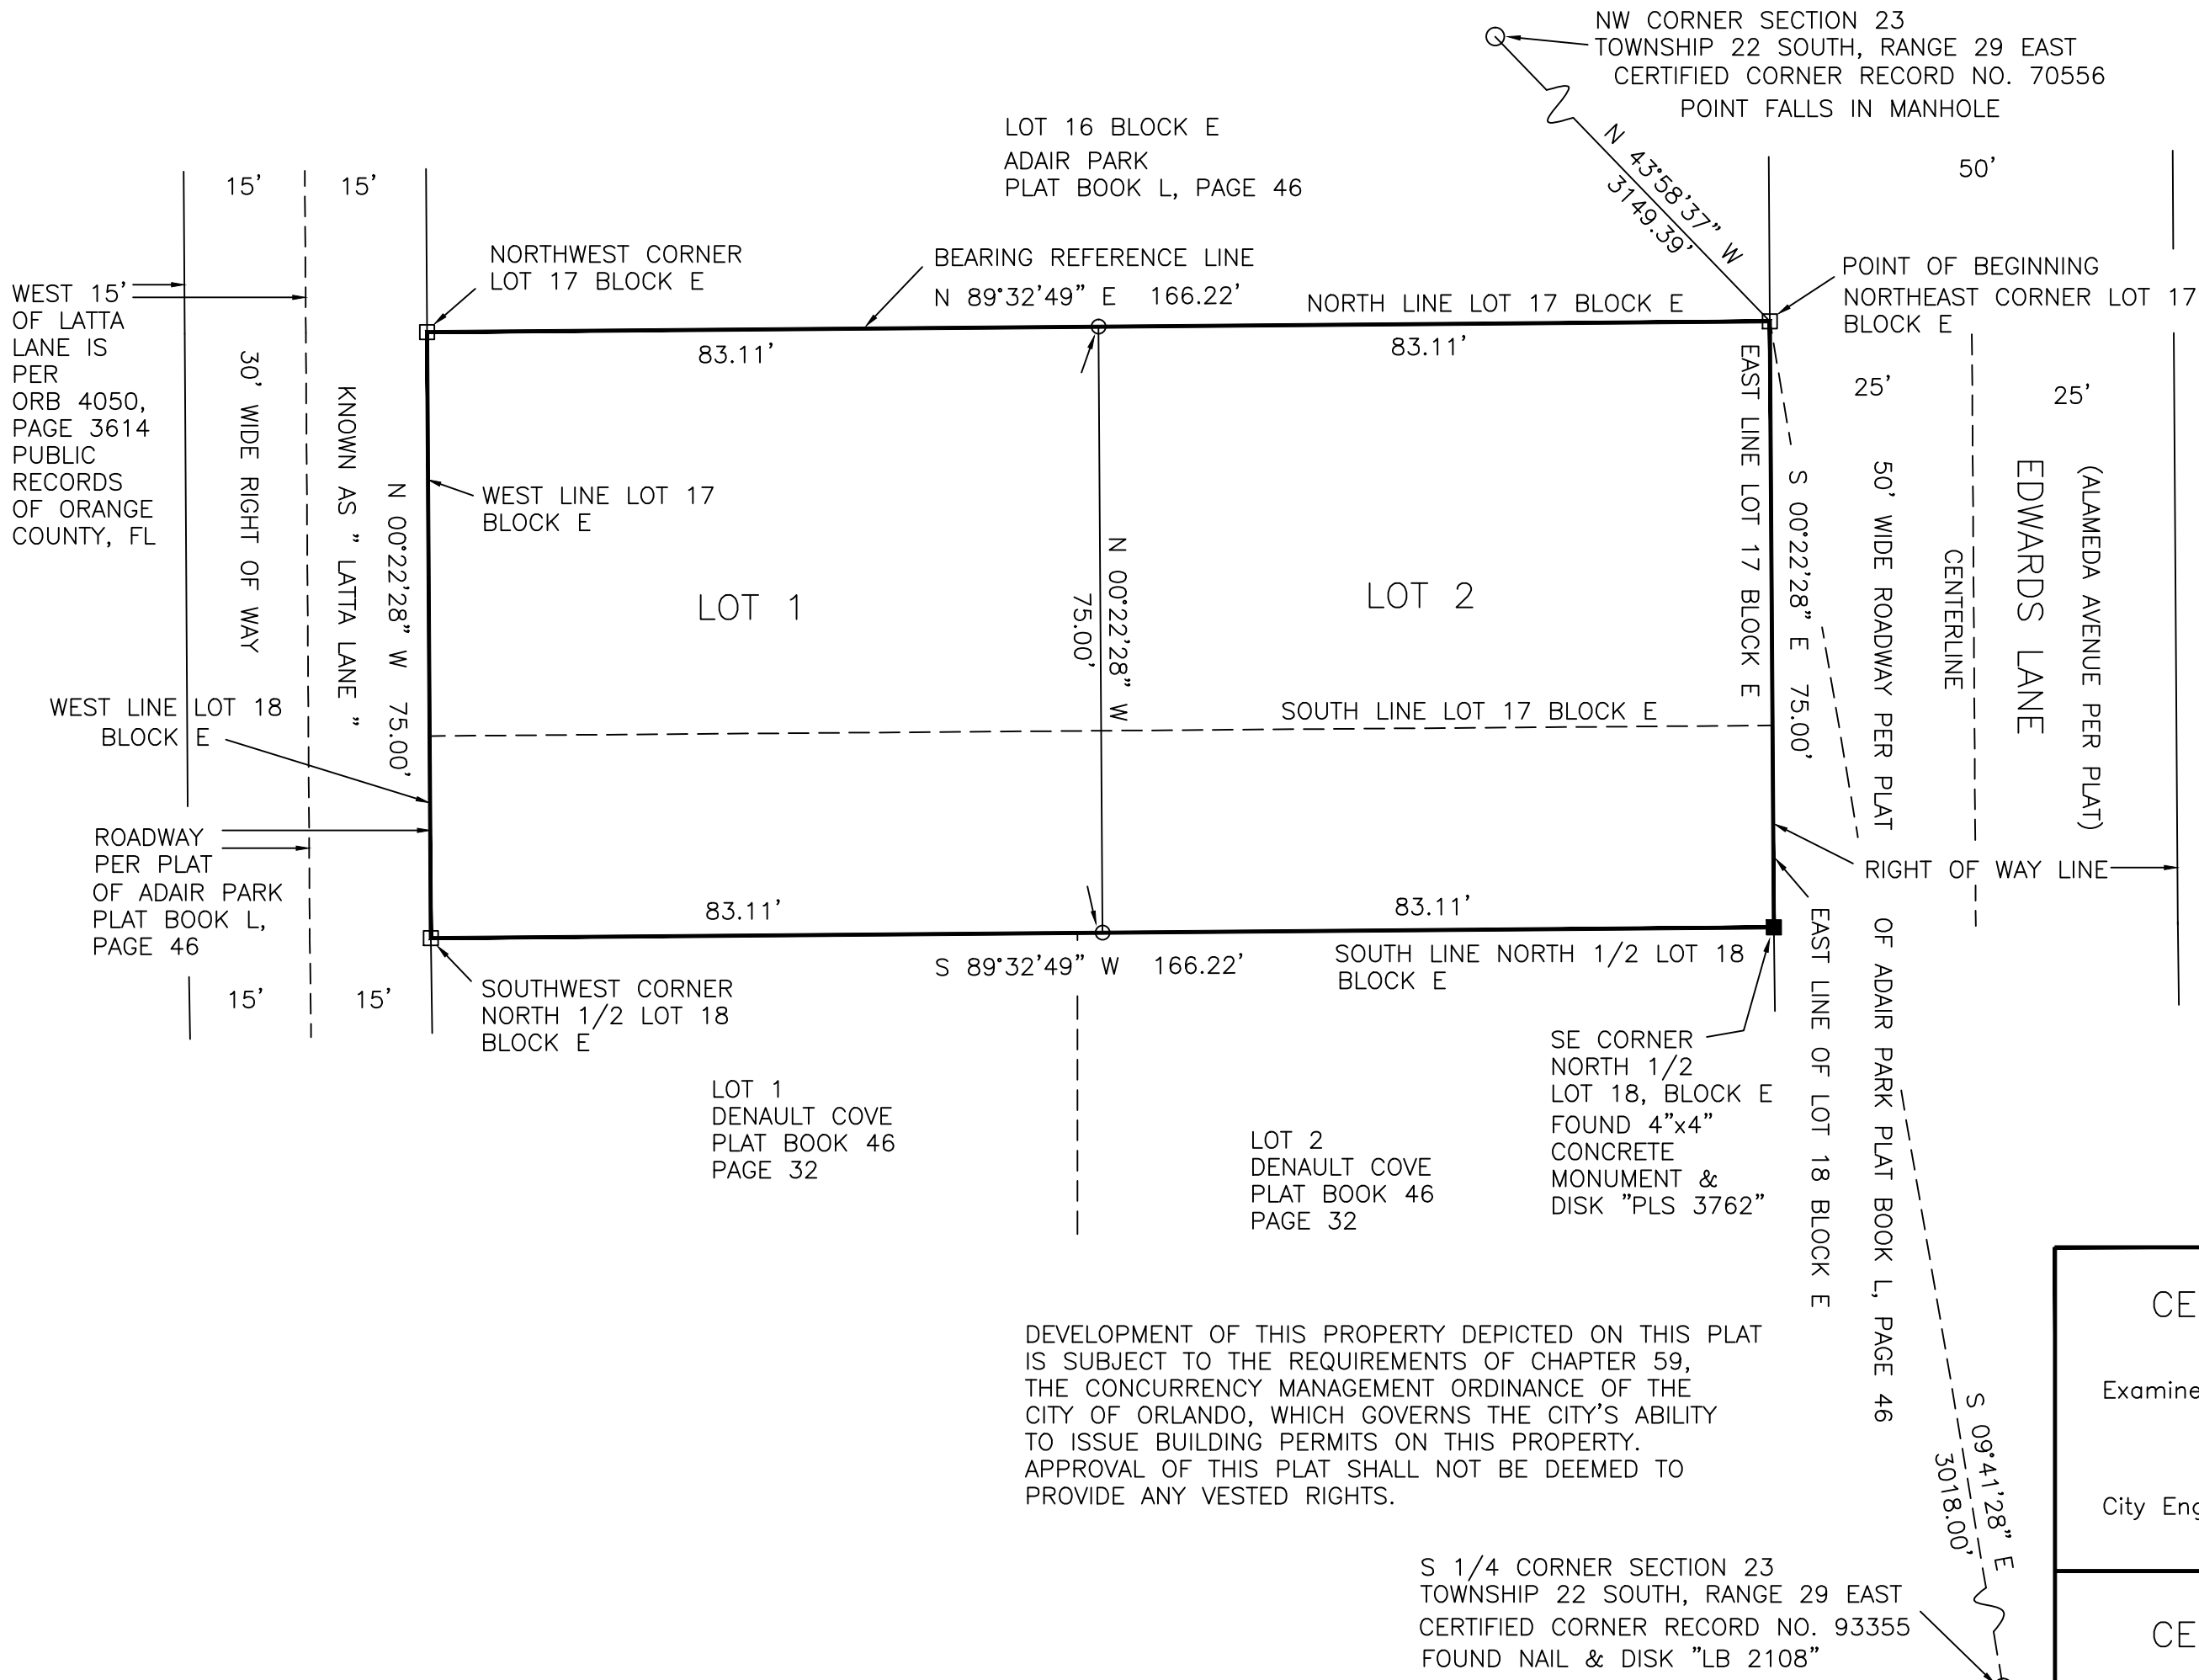 NW CORNER SECTION 23
TOWNSHIP 22 SOUTH, RANGE 29 EAST
CERTIFIED CORNER RECORD NO. 70556
POINT FALLS IN MANHOLE
LOT 16 BLOCK E
ADAIR PARK
PLAT BOOK L, PAGE 46
N 43°58'37" W
3149.39'
50'
15'
15'
NORTHWEST CORNER
LOT 17 BLOCK E
BEARING REFERENCE LINE
N 89°32'49" E 166.22'
NORTH LINE LOT 17 BLOCK E
POINT OF BEGINNING
NORTHEAST CORNER LOT 17
BLOCK E
WEST 15'
OF LATTA
LANE IS
PER
ORB 4050,
PAGE 3614
PUBLIC
RECORDS
OF ORANGE
COUNTY, FL
83.11'
83.11'
25'
25'
30' WIDE RIGHT OF WAY
KNOWN AS " LATTA LANE "
N 00°22'28" W 75.00'
WEST LINE LOT 17
BLOCK E
LOT 1
N 00°22'28" W
75.00'
LOT 2
EAST LINE LOT 17 BLOCK E
S 00°22'28" E 75.00'
50' WIDE ROADWAY PER PLAT
OF ADAIR PARK PLAT BOOK L, PAGE 46
CENTERLINE
EDWARDS LANE
(ALAMEDA AVENUE PER PLAT)
WEST LINE LOT 18
BLOCK E
SOUTH LINE LOT 17 BLOCK E
ROADWAY
PER PLAT
OF ADAIR PARK
PLAT BOOK L,
PAGE 46
RIGHT OF WAY LINE
83.11'
83.11'
S 89°32'49" W 166.22'
SOUTH LINE NORTH 1/2 LOT 18
BLOCK E
15'
15'
SOUTHWEST CORNER
NORTH 1/2 LOT 18
BLOCK E
EAST LINE OF LOT 18 BLOCK E
SE CORNER
NORTH 1/2
LOT 18, BLOCK E
FOUND 4"x4"
CONCRETE
MONUMENT &
DISK "PLS 3762"
LOT 1
DENAULT COVE
PLAT BOOK 46
PAGE 32
LOT 2
DENAULT COVE
PLAT BOOK 46
PAGE 32
DEVELOPMENT OF THIS PROPERTY DEPICTED ON THIS PLAT
IS SUBJECT TO THE REQUIREMENTS OF CHAPTER 59,
THE CONCURRENCY MANAGEMENT ORDINANCE OF THE
CITY OF ORLANDO, WHICH GOVERNS THE CITY'S ABILITY
TO ISSUE BUILDING PERMITS ON THIS PROPERTY.
APPROVAL OF THIS PLAT SHALL NOT BE DEEMED TO
PROVIDE ANY VESTED RIGHTS.
S 09°41'28" E
3018.00'
S 1/4 CORNER SECTION 23
TOWNSHIP 22 SOUTH, RANGE 29 EAST
CERTIFIED CORNER RECORD NO. 93355
FOUND NAIL & DISK "LB 2108"
CE
Examine
City Eng
CE